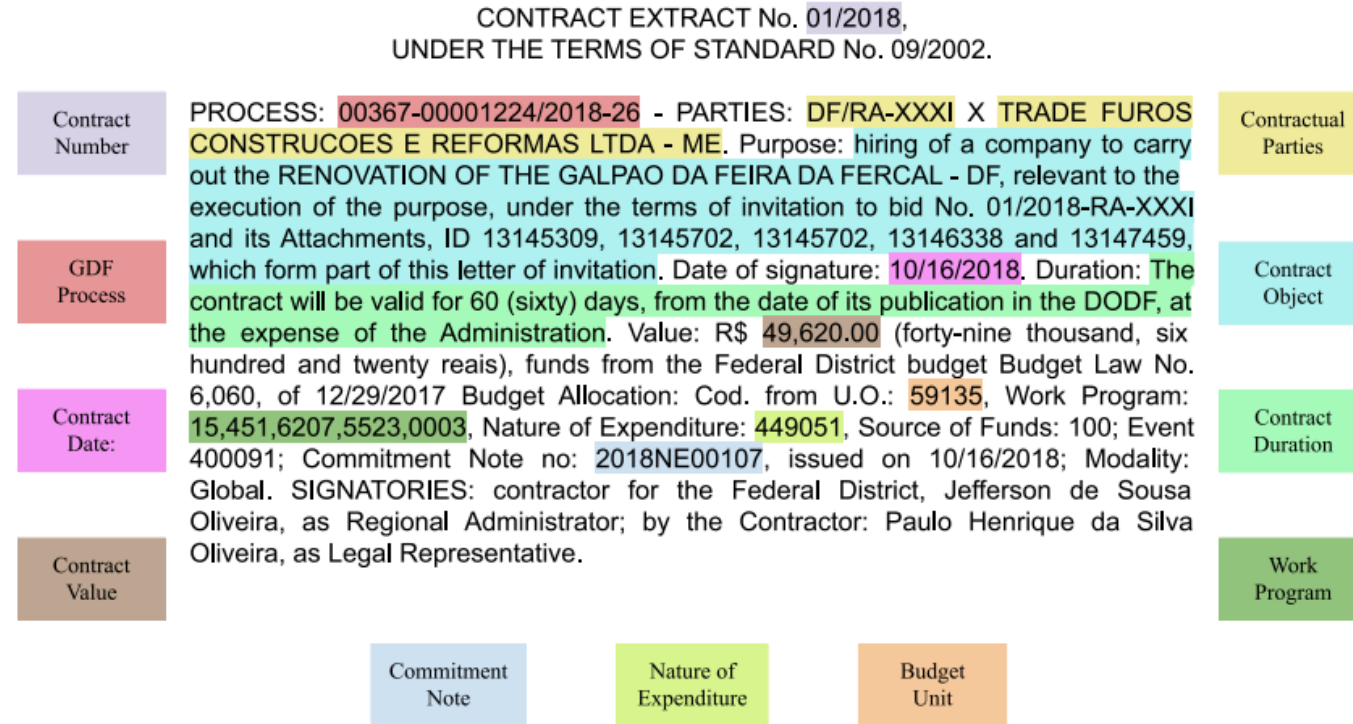 CONTRACT EXTRACT No. 01/2018,
UNDER THE TERMS OF STANDARD No. 09/2002.
Contract
Number
GDF
Process
Contract
Date:
Contract
Value
PROCESS: 00367-00001224/2018-26 - PARTIES: DF/RA-XXXI X TRADE FUROS
CONSTRUCOES E REFORMAS LTDA - ME. Purpose: hiring of a company to carry
out the RENOVATION OF THE GALPAO DA FEIRA DA FERCAL - DF, relevant to the
execution of the purpose, under the terms of invitation to bid No. 01/2018-RA-XXXI
and its Attachments, ID 13145309, 13145702, 13145702, 13146338 and 13147459,
which form part of this letter of invitation. Date of signature: 10/16/2018. Duration: The
contract will be valid for 60 (sixty) days, from the date of its publication in the DODF, at
the expense of the Administration. Value: R$ 49,620.00 (forty-nine thousand, six
hundred and twenty reais), funds from the Federal District budget Budget Law No.
6,060, of 12/29/2017 Budget Allocation: Cod. from U.O.: 59135, Work Program:
15,451,6207,5523,0003, Nature of Expenditure: 449051, Source of Funds: 100; Event
400091; Commitment Note no: 2018NE00107, issued on 10/16/2018; Modality:
Global. SIGNATORIES: contractor for the Federal District, Jefferson de Sousa
Oliveira, as Regional Administrator; by the Contractor: Paulo Henrique da Silva
Oliveira, as Legal Representative.
Contractual
Parties
Contract
Object
Contract
Duration
Work
Program
Commitment
Note
Nature of
Expenditure
Budget
Unit